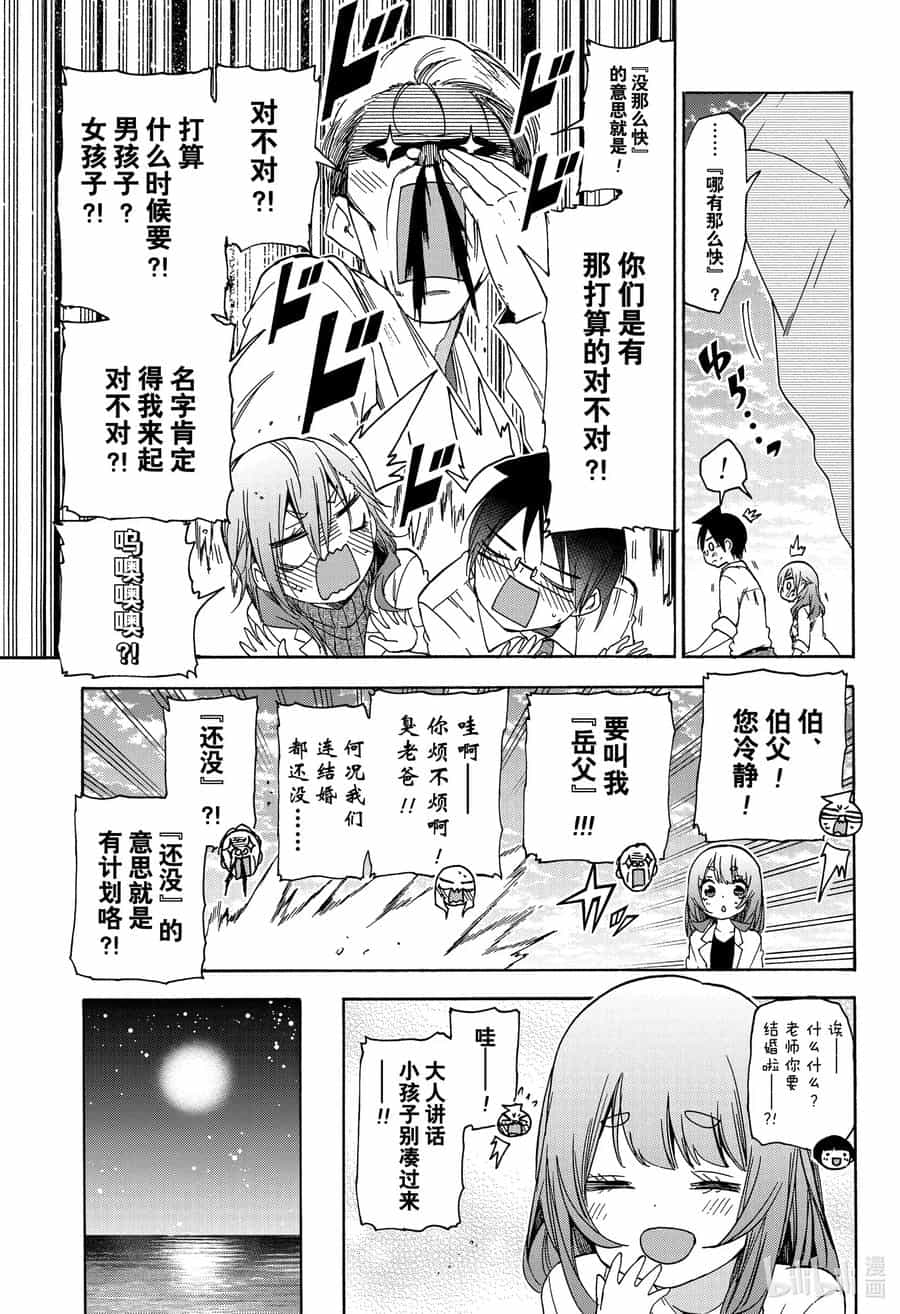 ……『哪有那么快』？
ゆら…
！
『没那么快』
的意思就是！
你们是有
那打算的对不对?!
ドドド
ドドド
对不对?!
打算
什么时候要?!
男孩子？
女孩子?!
名字肯定
得我来起
对不对?!
呜噢噢噢?!
伯、
伯父！
您冷静！
要叫我
『岳父』
!!!
哇啊——
你烦不烦啊！
臭老爸!!
何况我们
连结婚
都还没……
『还没』?!
『还没』的
意思就是
有计划咯?!
诶——
什么什么？
老师你要
结婚啦——?!
哇——！
大人讲话
小孩子别凑过来
——!!
bilibili
漫画